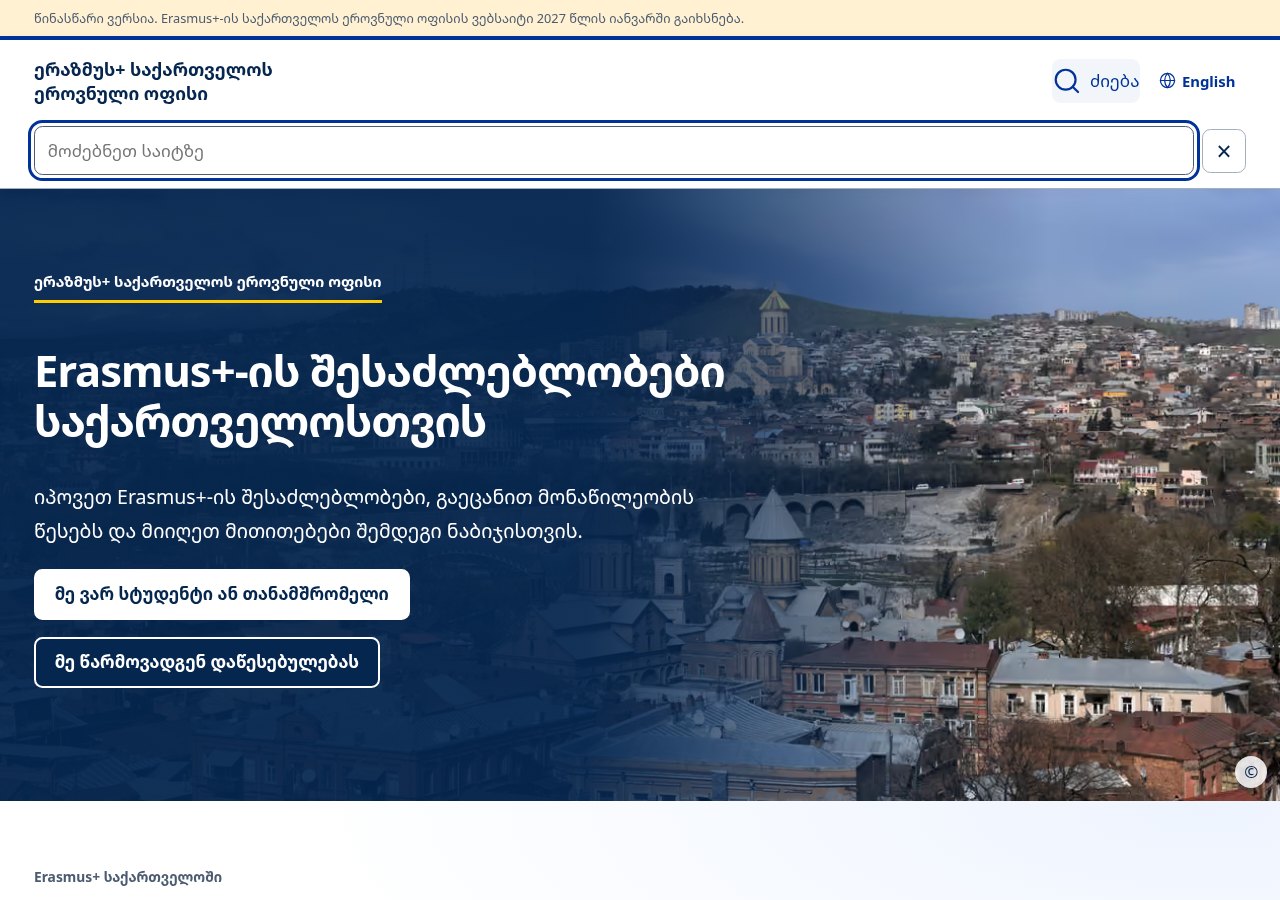 წინასწარი ვერსია. Erasmus+-ის საქართველოს ეროვნული ოფისის ვებსაიტი 2027 წლის იანვარში გაიხსნება.
ერაზმუს+ საქართველოს
ეროვნული ოფისი
ძიება
English
მოძებნეთ საიტზე
×
ერაზმუს+ საქართველოს ეროვნული ოფისი
Erasmus+-ის შესაძლებლობები
საქართველოსთვის
იპოვეთ Erasmus+-ის შესაძლებლობები, გაეცანით მონაწილეობის
წესებს და მიიღეთ მითითებები შემდეგი ნაბიჯისთვის.
მე ვარ სტუდენტი ან თანამშრომელი
მე წარმოვადგენ დაწესებულებას
©
Erasmus+ საქართველოში